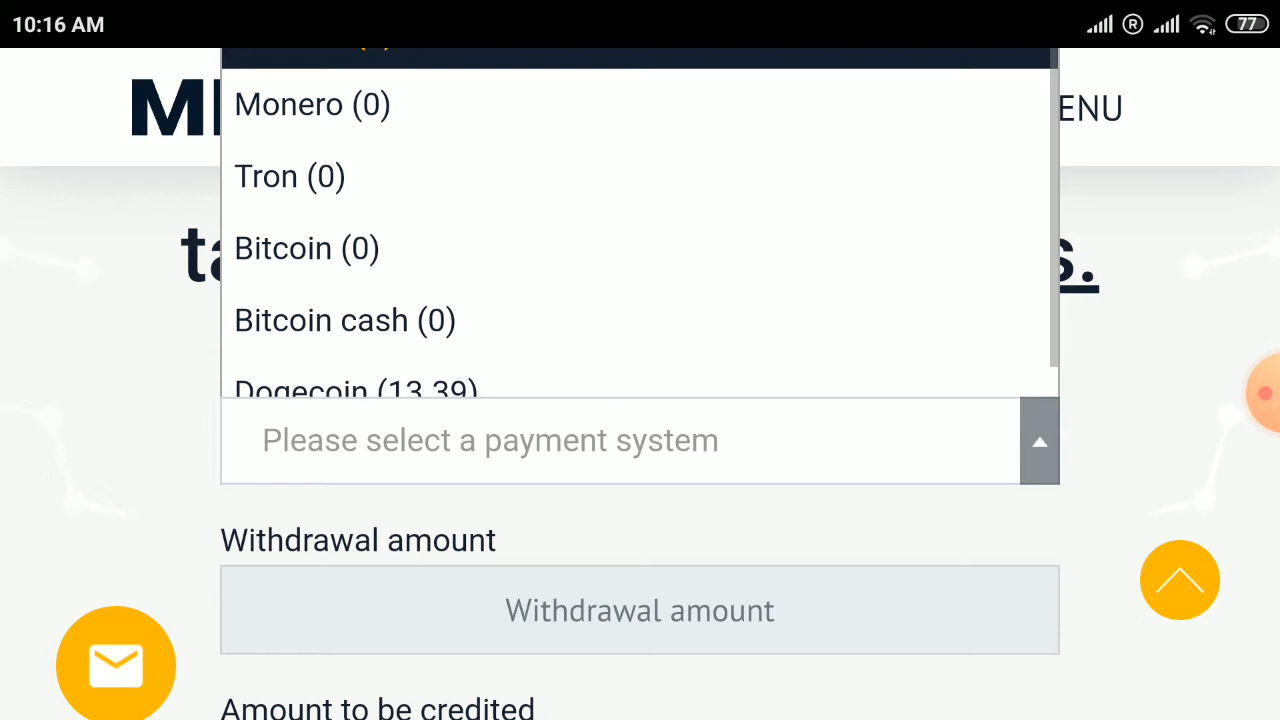 10:16 AM
R
77
Monero (0)
ENU
Tron (0)
Bitcoin (0)
s.
Bitcoin cash (0)
Dogecoin (13.39)
Please select a payment system
Withdrawal amount
Withdrawal amount
Amount to be credited